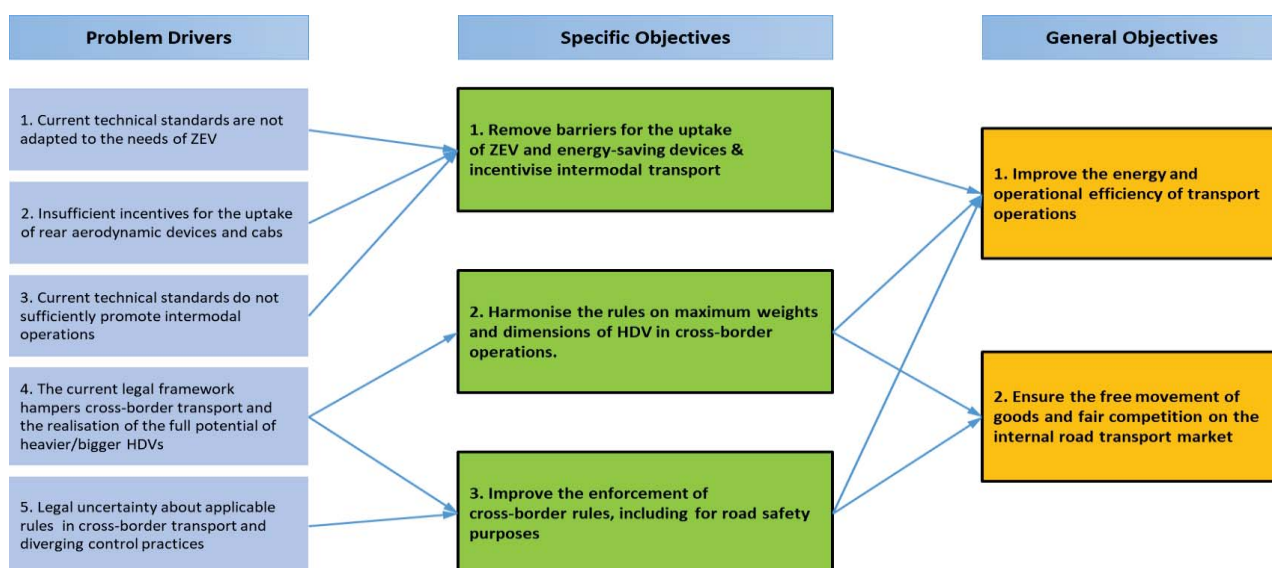 Problem Drivers
Specific Objectives
General Objectives
1. Current technical standards are not
adapted to the needs of ZEV
2. Insufficient incentives for the uptake
of rear aerodynamic devices and cabs
3. Current technical standards do not
sufficiently promote intermodal
operations
4. The current legal framework
hampers cross-border transport and
the realisation of the full potential of
heavier/bigger HDVs
5. Legal uncertainty about applicable
rules in cross-border transport and
diverging control practices
1. Remove barriers for the uptake
of ZEV and energy-saving devices &
incentivise intermodal transport
2. Harmonise the rules on maximum weights
and dimensions of HDV in cross-border
operations.
3. Improve the enforcement of
cross-border rules, including for road safety
purposes
1. Improve the energy and
operational efficiency of transport
operations
2. Ensure the free movement of
goods and fair competition on the
internal road transport market